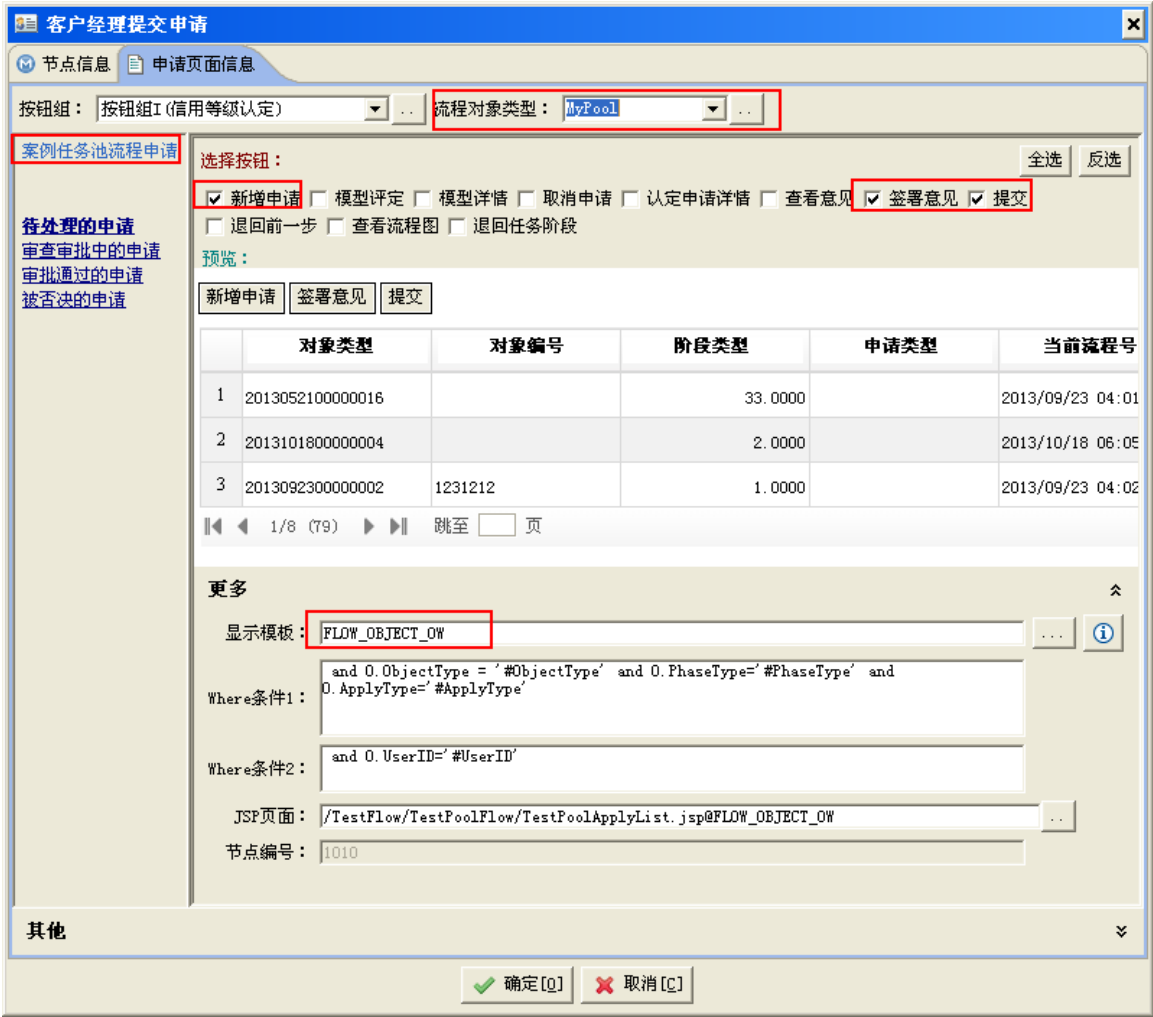 客户经理提交申请
节点信息 申请页面信息
按钮组： 按钮组I(信用等级认定) .. 流程对象类型： MyPool ..
案例任务池流程申请
待处理的申请
审查审批中的申请
审批通过的申请
被否决的申请
选择按钮： 全选 反选
新增申请 模型评定 模型详情 取消申请 认定申请详情 查看意见 签署意见 提交
退回前一步 查看流程图 退回任务阶段
预览：
新增申请 签署意见 提交
对象类型 对象编号 阶段类型 申请类型 当前流程号
1 2013052100000016 33.0000 2013/09/23 04:01
2 2013101800000004 2.0000 2013/10/18 06:05
3 2013092300000002 1231212 1.0000 2013/09/23 04:02
1/8 (79) 跳至 页
更多
显示模板： FLOW_OBJECT_OW ...
Where条件1： and O.ObjectType = '#ObjectType' and O.PhaseType='#PhaseType' and
O.ApplyType='#ApplyType'
Where条件2： and O.UserID='#UserID'
JSP页面： /TestFlow/TestPoolFlow/TestPoolApplyList.jsp@FLOW_OBJECT_OW ..
节点编号： 1010
其他
确定[O] 取消[C]